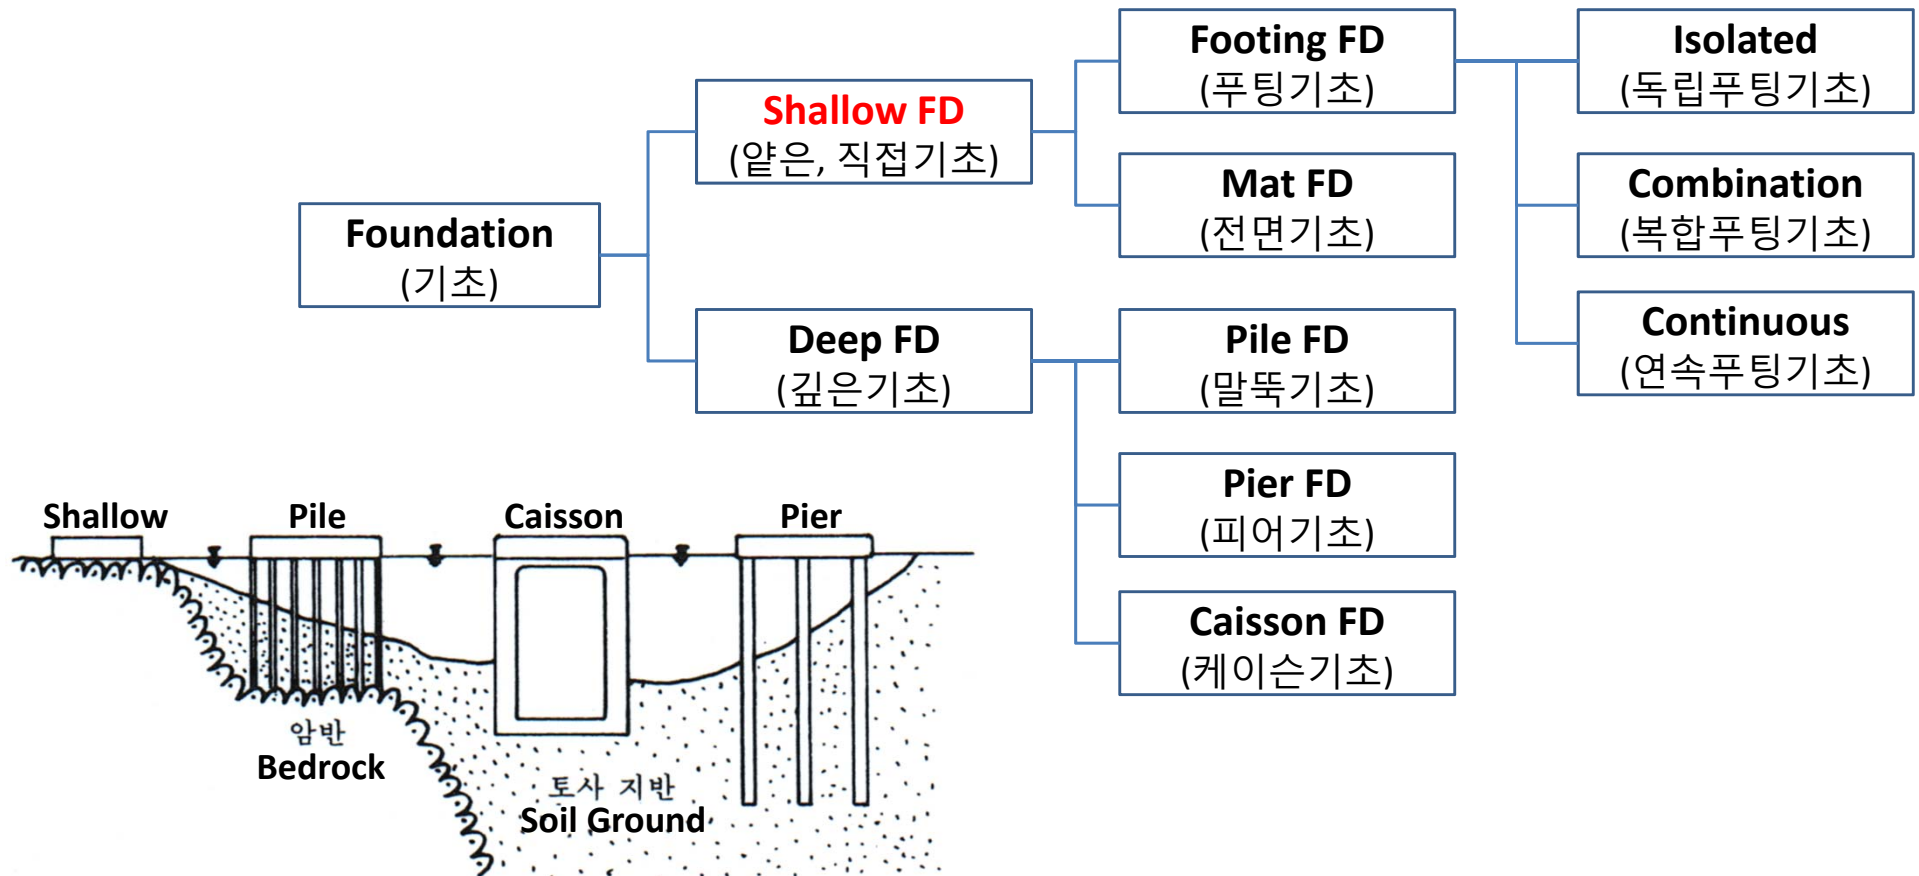 Foundation
(기초)
Shallow FD
(얕은, 직접기초)
Deep FD
(깊은기초)
Footing FD
(푸팅기초)
Mat FD
(전면기초)
Pile FD
(말뚝기초)
Pier FD
(피어기초)
Caisson FD
(케이슨기초)
Isolated
(독립푸팅기초)
Combination
(복합푸팅기초)
Continuous
(연속푸팅기초)
Shallow
Pile
Caisson
Pier
암반
Bedrock
토사 지반
Soil Ground